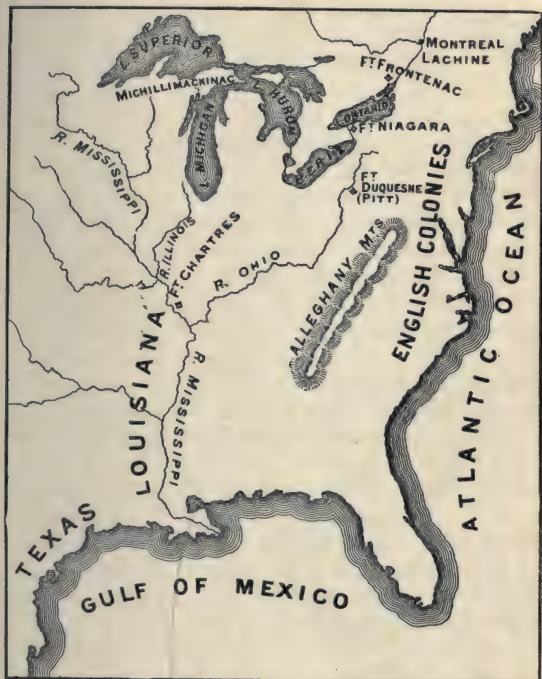 L. SUPERIOR
MICHILLIMACKINAC
L. MICHIGAN
HURON
ONTARIO
ERIE
MONTREAL
LACHINE
FT. FRONTENAC
FT. NIAGARA
FT.
DUQUESNE
(PITT)
R. MISSISSIPPI
R. ILLINOIS
FT. CHARTRES
R. OHIO
ALLEGHANY MTS
ENGLISH COLONIES
ATLANTIC OCEAN
LOUISIANA
R. MISSISSIPPI
TEXAS
GULF OF MEXICO